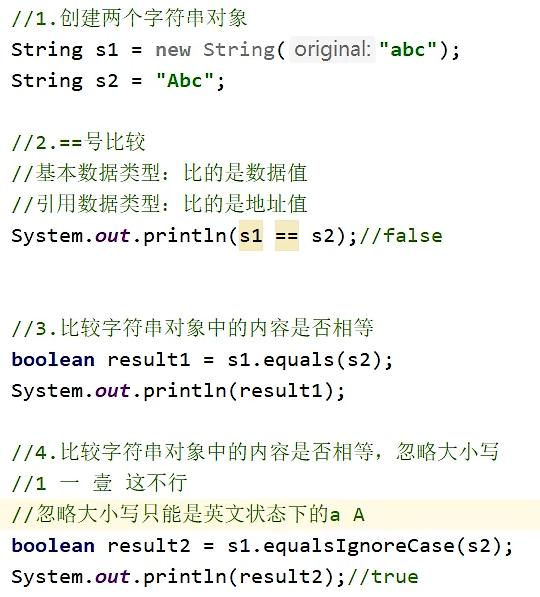 //1.创建两个字符串对象
String s1 = new String( original: "abc");
String s2 = "Abc";
//2.==号比较
//基本数据类型：比的是数据值
//引用数据类型：比的是地址值
System.out.println(s1 == s2);//false
//3.比较字符串对象中的内容是否相等
boolean result1 = s1.equals(s2);
System.out.println(result1);
//4.比较字符串对象中的内容是否相等，忽略大小写
//1 一 壹 这不行
//忽略大小写只能是英文状态下的a A
boolean result2 = s1.equalsIgnoreCase(s2);
System.out.println(result2);//true